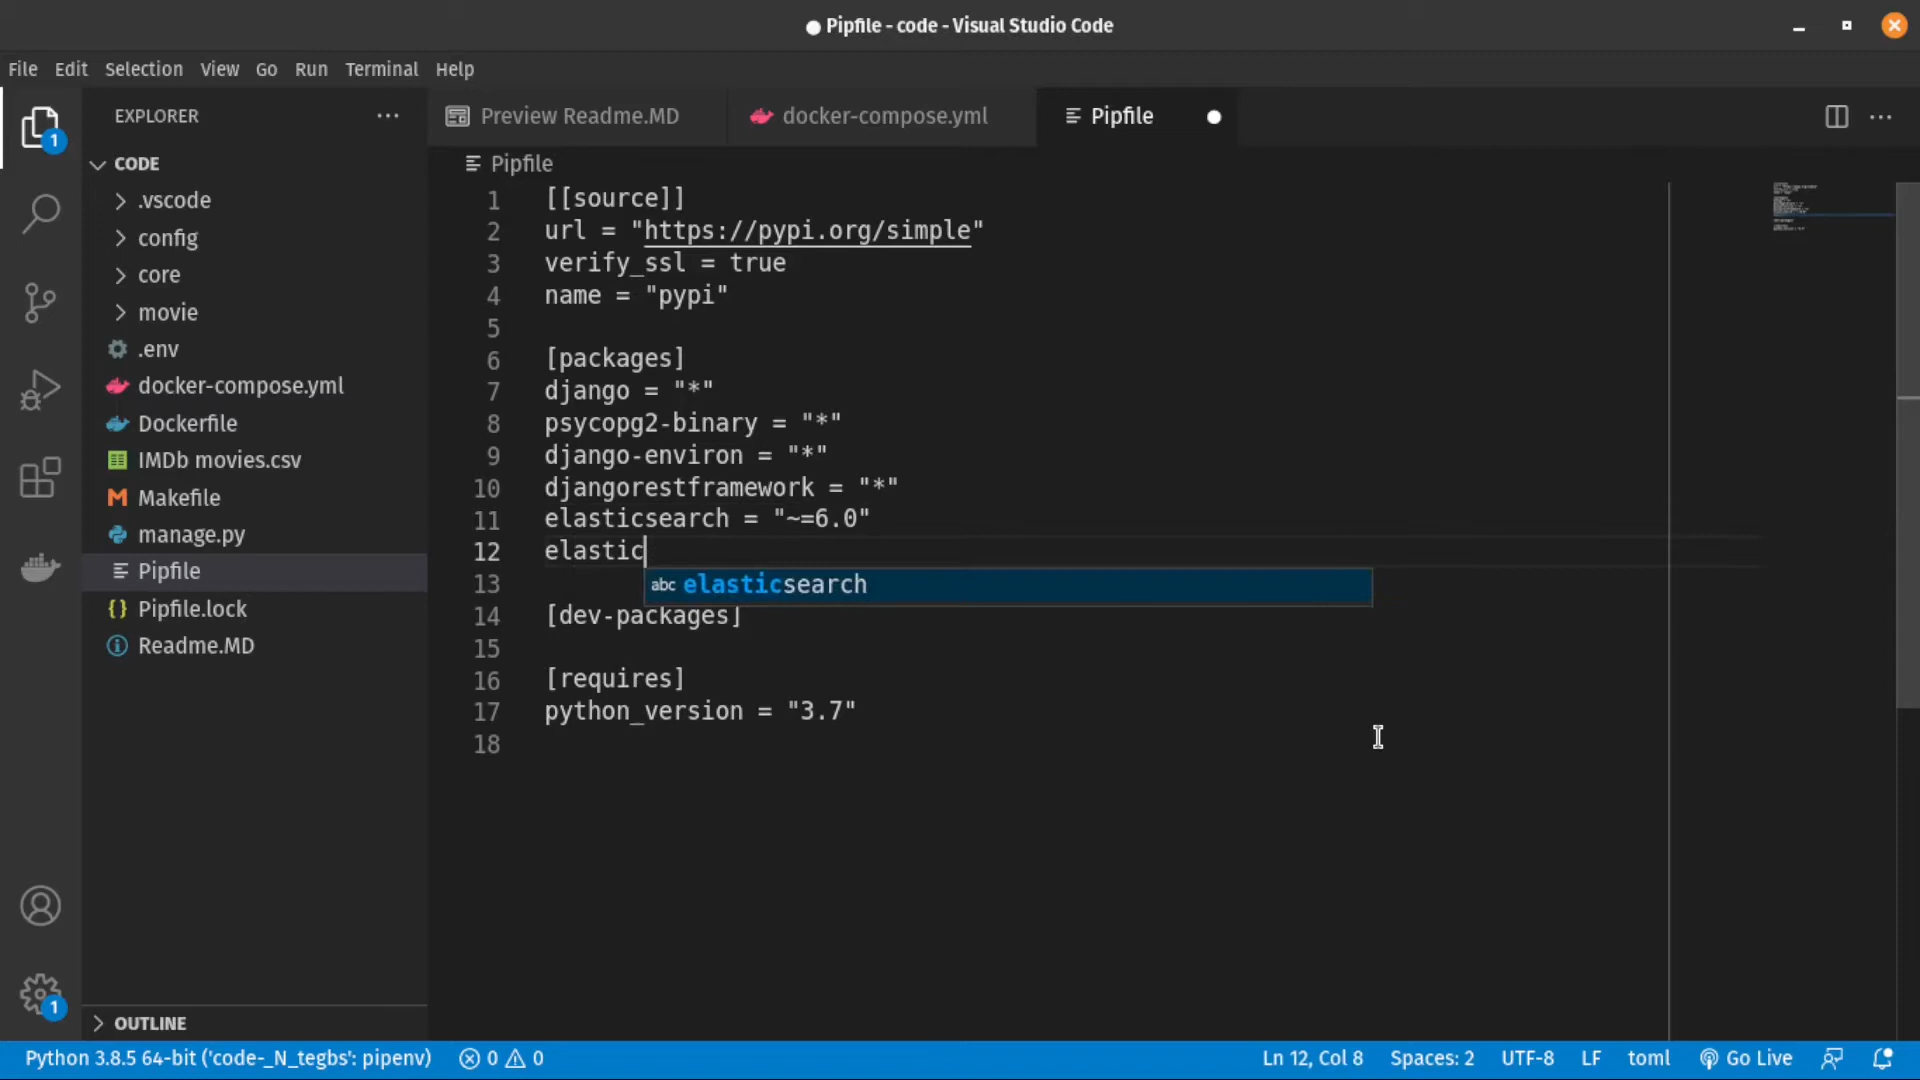 Pipfile - code - Visual Studio Code
File Edit Selection View Go Run Terminal Help
EXPLORER
CODE
.vscode
config
core
movie
.env
docker-compose.yml
Dockerfile
IMDb movies.csv
Makefile
manage.py
Pipfile
Pipfile.lock
Readme.MD
OUTLINE
1
1
Preview Readme.MD docker-compose.yml Pipfile
Pipfile
1 [[source]]
2 url = "https://pypi.org/simple"
3 verify_ssl = true
4 name = "pypi"
5
6 [packages]
7 django = "*"
8 psycopg2-binary = "*"
9 django-environ = "*"
10 djangorestframework = "*"
11 elasticsearch = "~=6.0"
12 elastic
13 abc elasticsearch
14 [dev-packages]
15
16 [requires]
17 python_version = "3.7"
18
Python 3.8.5 64-bit ('code-_N_tegbs': pipenv) 0 0 Ln 12, Col 8 Spaces: 2 UTF-8 LF toml Go Live